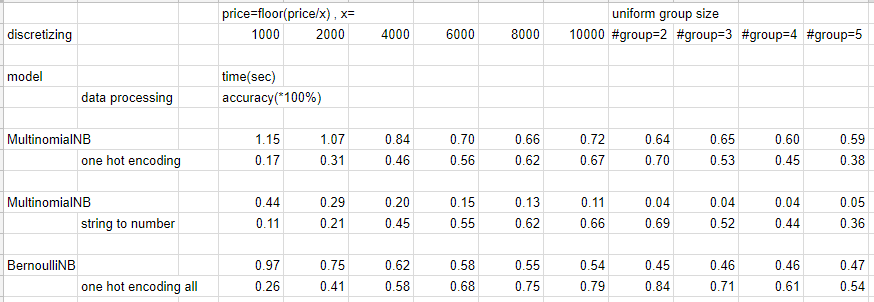 price=floor(price/x) , x= uniform group size
discretizing 1000 2000 4000 6000 8000 10000 #group=2 #group=3 #group=4 #group=5
model time(sec)
data processing accuracy(*100%)
MultinomialNB 1.15 1.07 0.84 0.70 0.66 0.72 0.64 0.65 0.60 0.59
one hot encoding 0.17 0.31 0.46 0.56 0.62 0.67 0.70 0.53 0.45 0.38
MultinomialNB 0.44 0.29 0.20 0.15 0.13 0.11 0.04 0.04 0.04 0.05
string to number 0.11 0.21 0.45 0.55 0.62 0.66 0.69 0.52 0.44 0.36
BernoulliNB 0.97 0.75 0.62 0.58 0.55 0.54 0.45 0.46 0.46 0.47
one hot encoding all 0.26 0.41 0.58 0.68 0.75 0.79 0.84 0.71 0.61 0.54